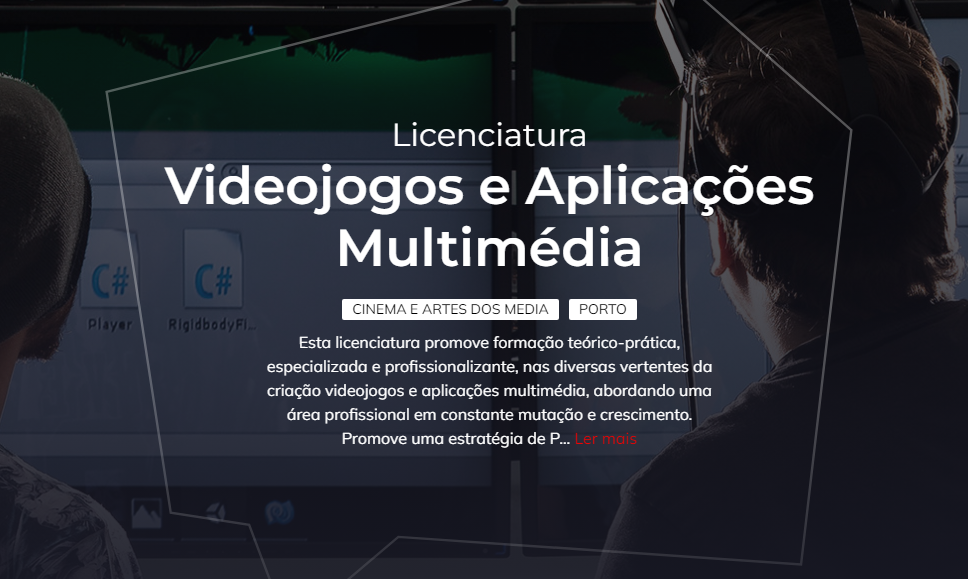 Licenciatura
Videojogos e Aplicações
Multimédia
C# C#
Player RigidbodyFi...
CINEMA E ARTES DOS MEDIA PORTO
Esta licenciatura promove formação teórico-prática,
especializada e profissionalizante, nas diversas vertentes da
criação videojogos e aplicações multimédia, abordando uma
área profissional em constante mutação e crescimento.
Promove uma estratégia de P... Ler mais